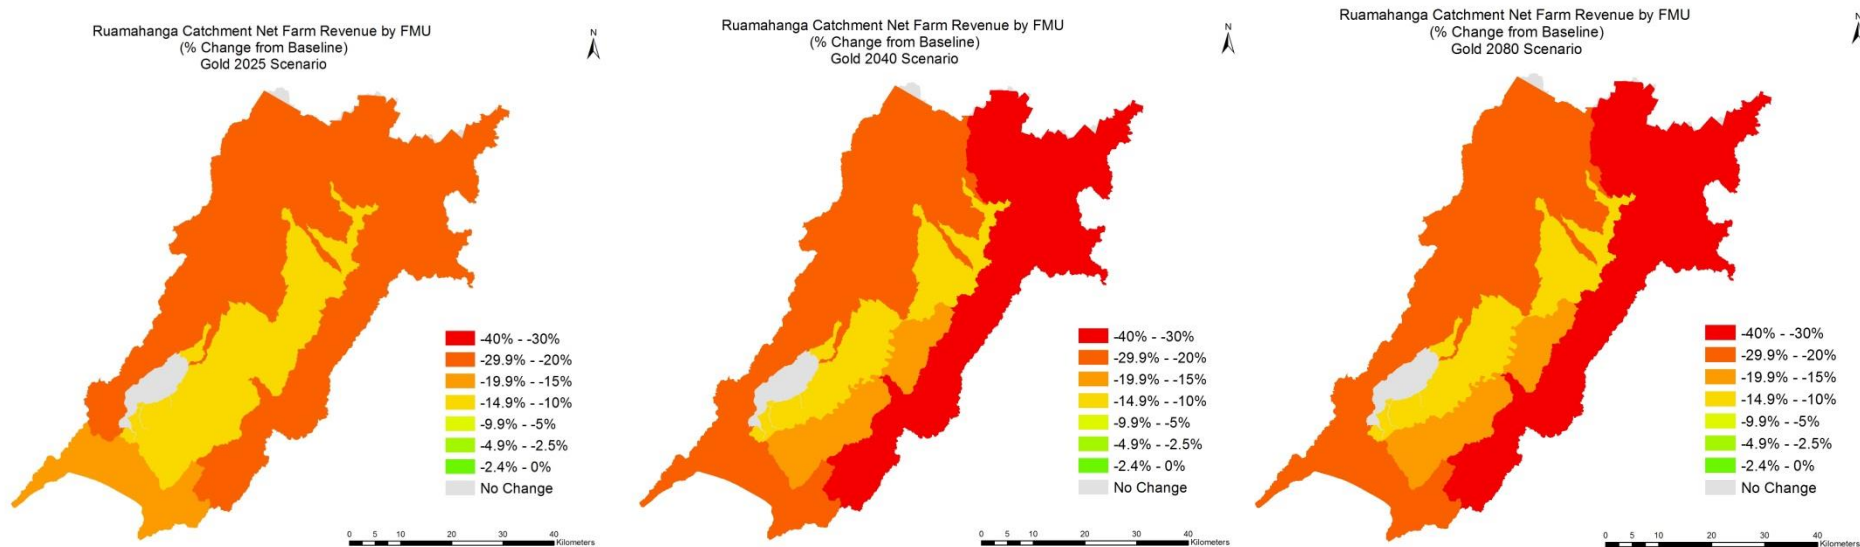 Ruamahanga Catchment Net Farm Revenue by FMU
(% Change from Baseline)
Gold 2025 Scenario
N
-40% - -30%
-29.9% - -20%
-19.9% - -15%
-14.9% - -10%
-9.9% - -5%
-4.9% - -2.5%
-2.4% - 0%
No Change
0 5 10 20 30 40
Kilometers
Ruamahanga Catchment Net Farm Revenue by FMU
(% Change from Baseline)
Gold 2040 Scenario
N
-40% - -30%
-29.9% - -20%
-19.9% - -15%
-14.9% - -10%
-9.9% - -5%
-4.9% - -2.5%
-2.4% - 0%
No Change
0 5 10 20 30 40
Kilometers
Ruamahanga Catchment Net Farm Revenue by FMU
(% Change from Baseline)
Gold 2080 Scenario
N
-40% - -30%
-29.9% - -20%
-19.9% - -15%
-14.9% - -10%
-9.9% - -5%
-4.9% - -2.5%
-2.4% - 0%
No Change
0 5 10 20 30 40
Kilometers